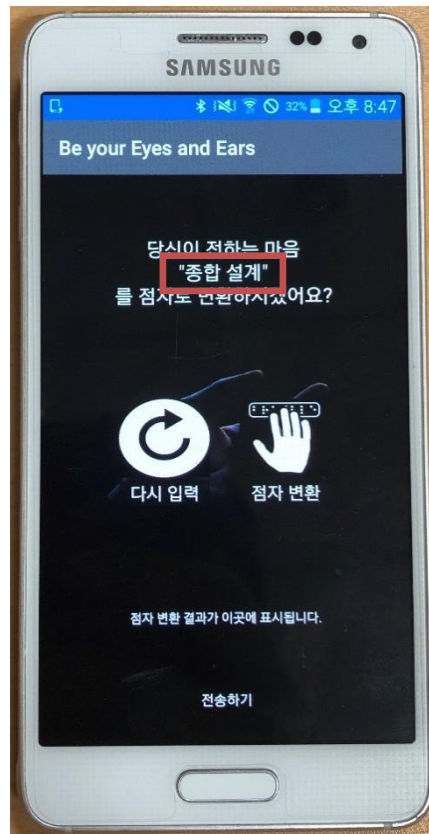 SAMSUNG
32% 오후 8:47
Be your Eyes and Ears
당신이 전하는 마음
"종합 설계"
를 점자로 변환하시겠어요?
다시 입력 점자 변환
점자 변환 결과가 이곳에 표시됩니다.
전송하기